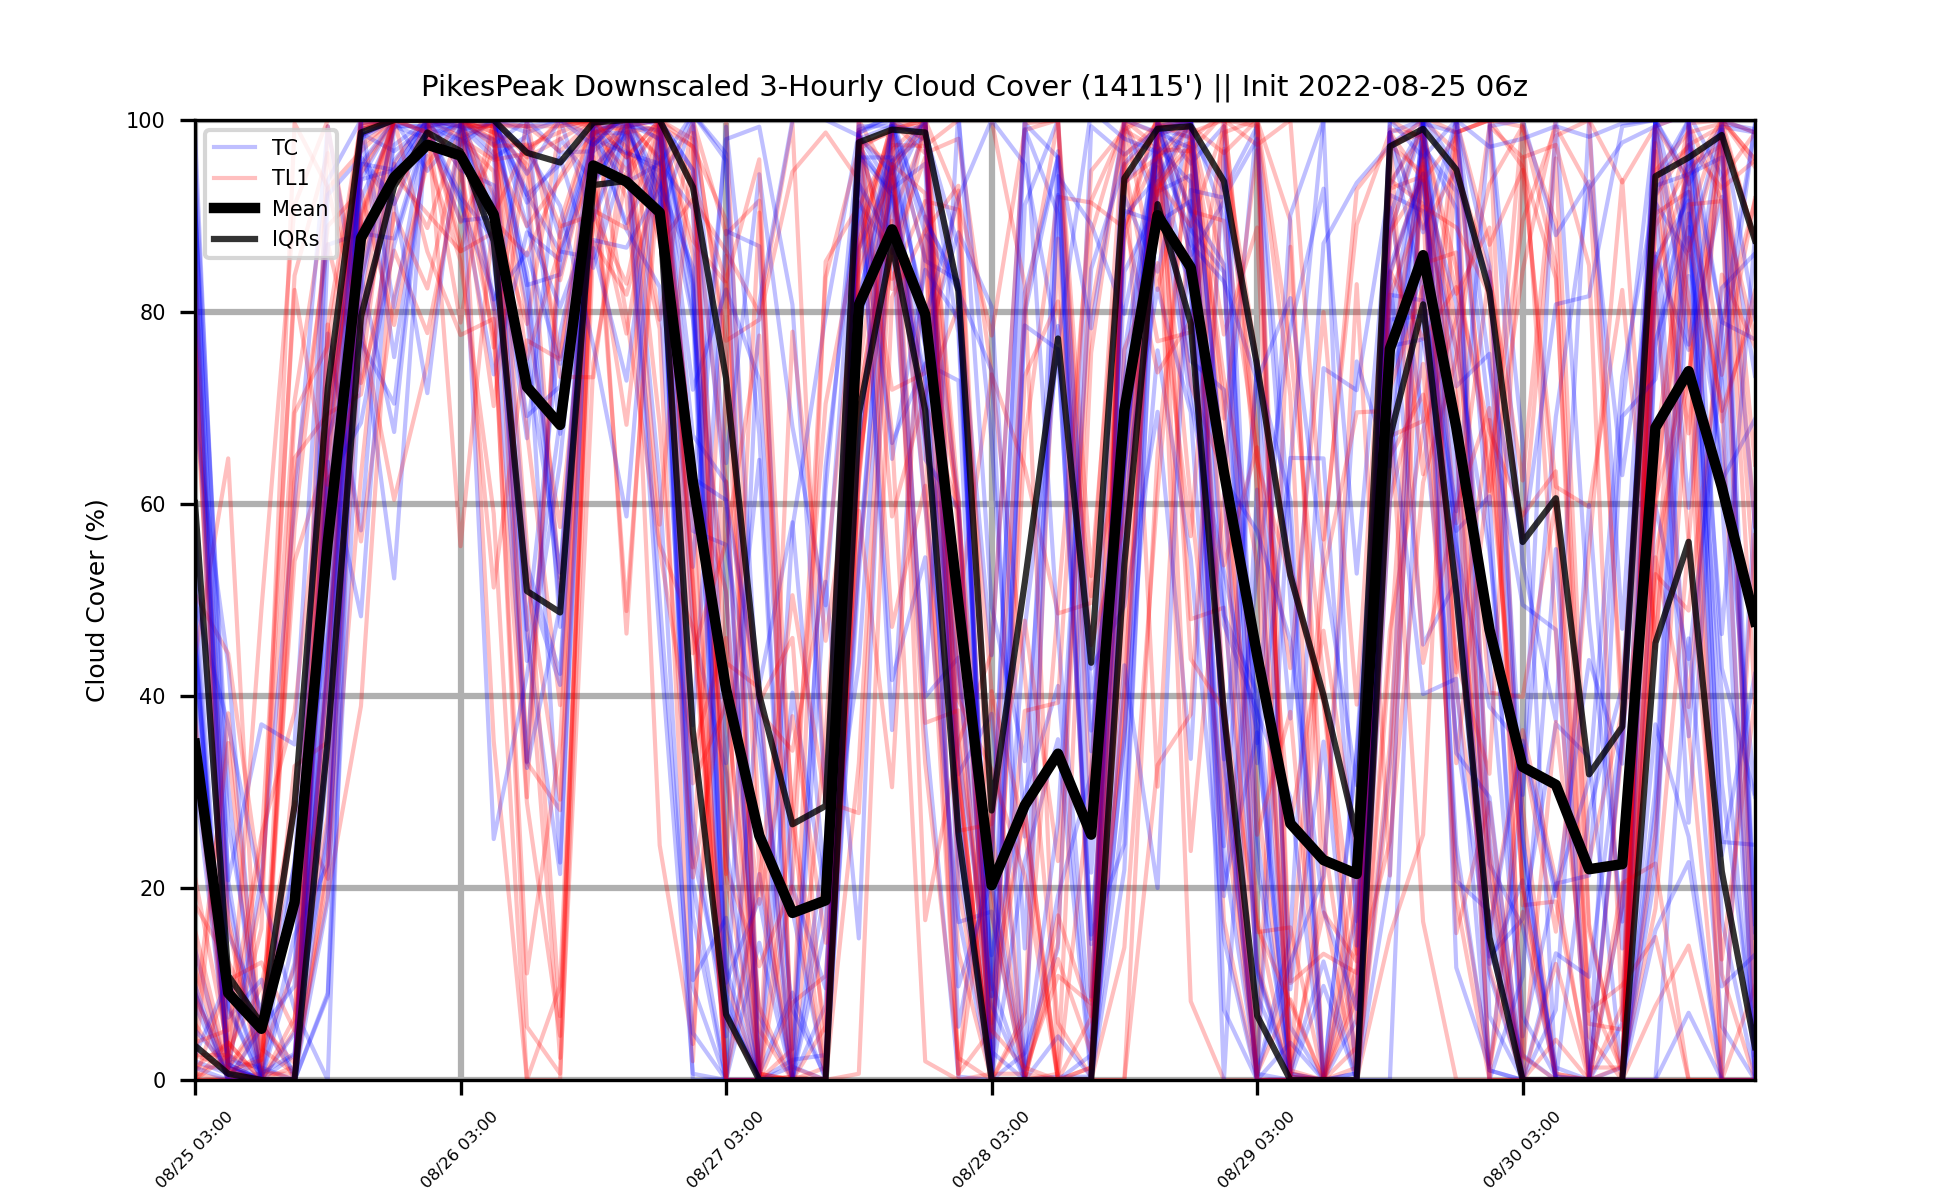 PikesPeak Downscaled 3-Hourly Cloud Cover (14115') || Init 2022-08-25 06z
Cloud Cover (%)
100
80
60
40
20
0
TC
TL1
Mean
IQRs
08/25 03:00
08/26 03:00
08/27 03:00
08/28 03:00
08/29 03:00
08/30 03:00